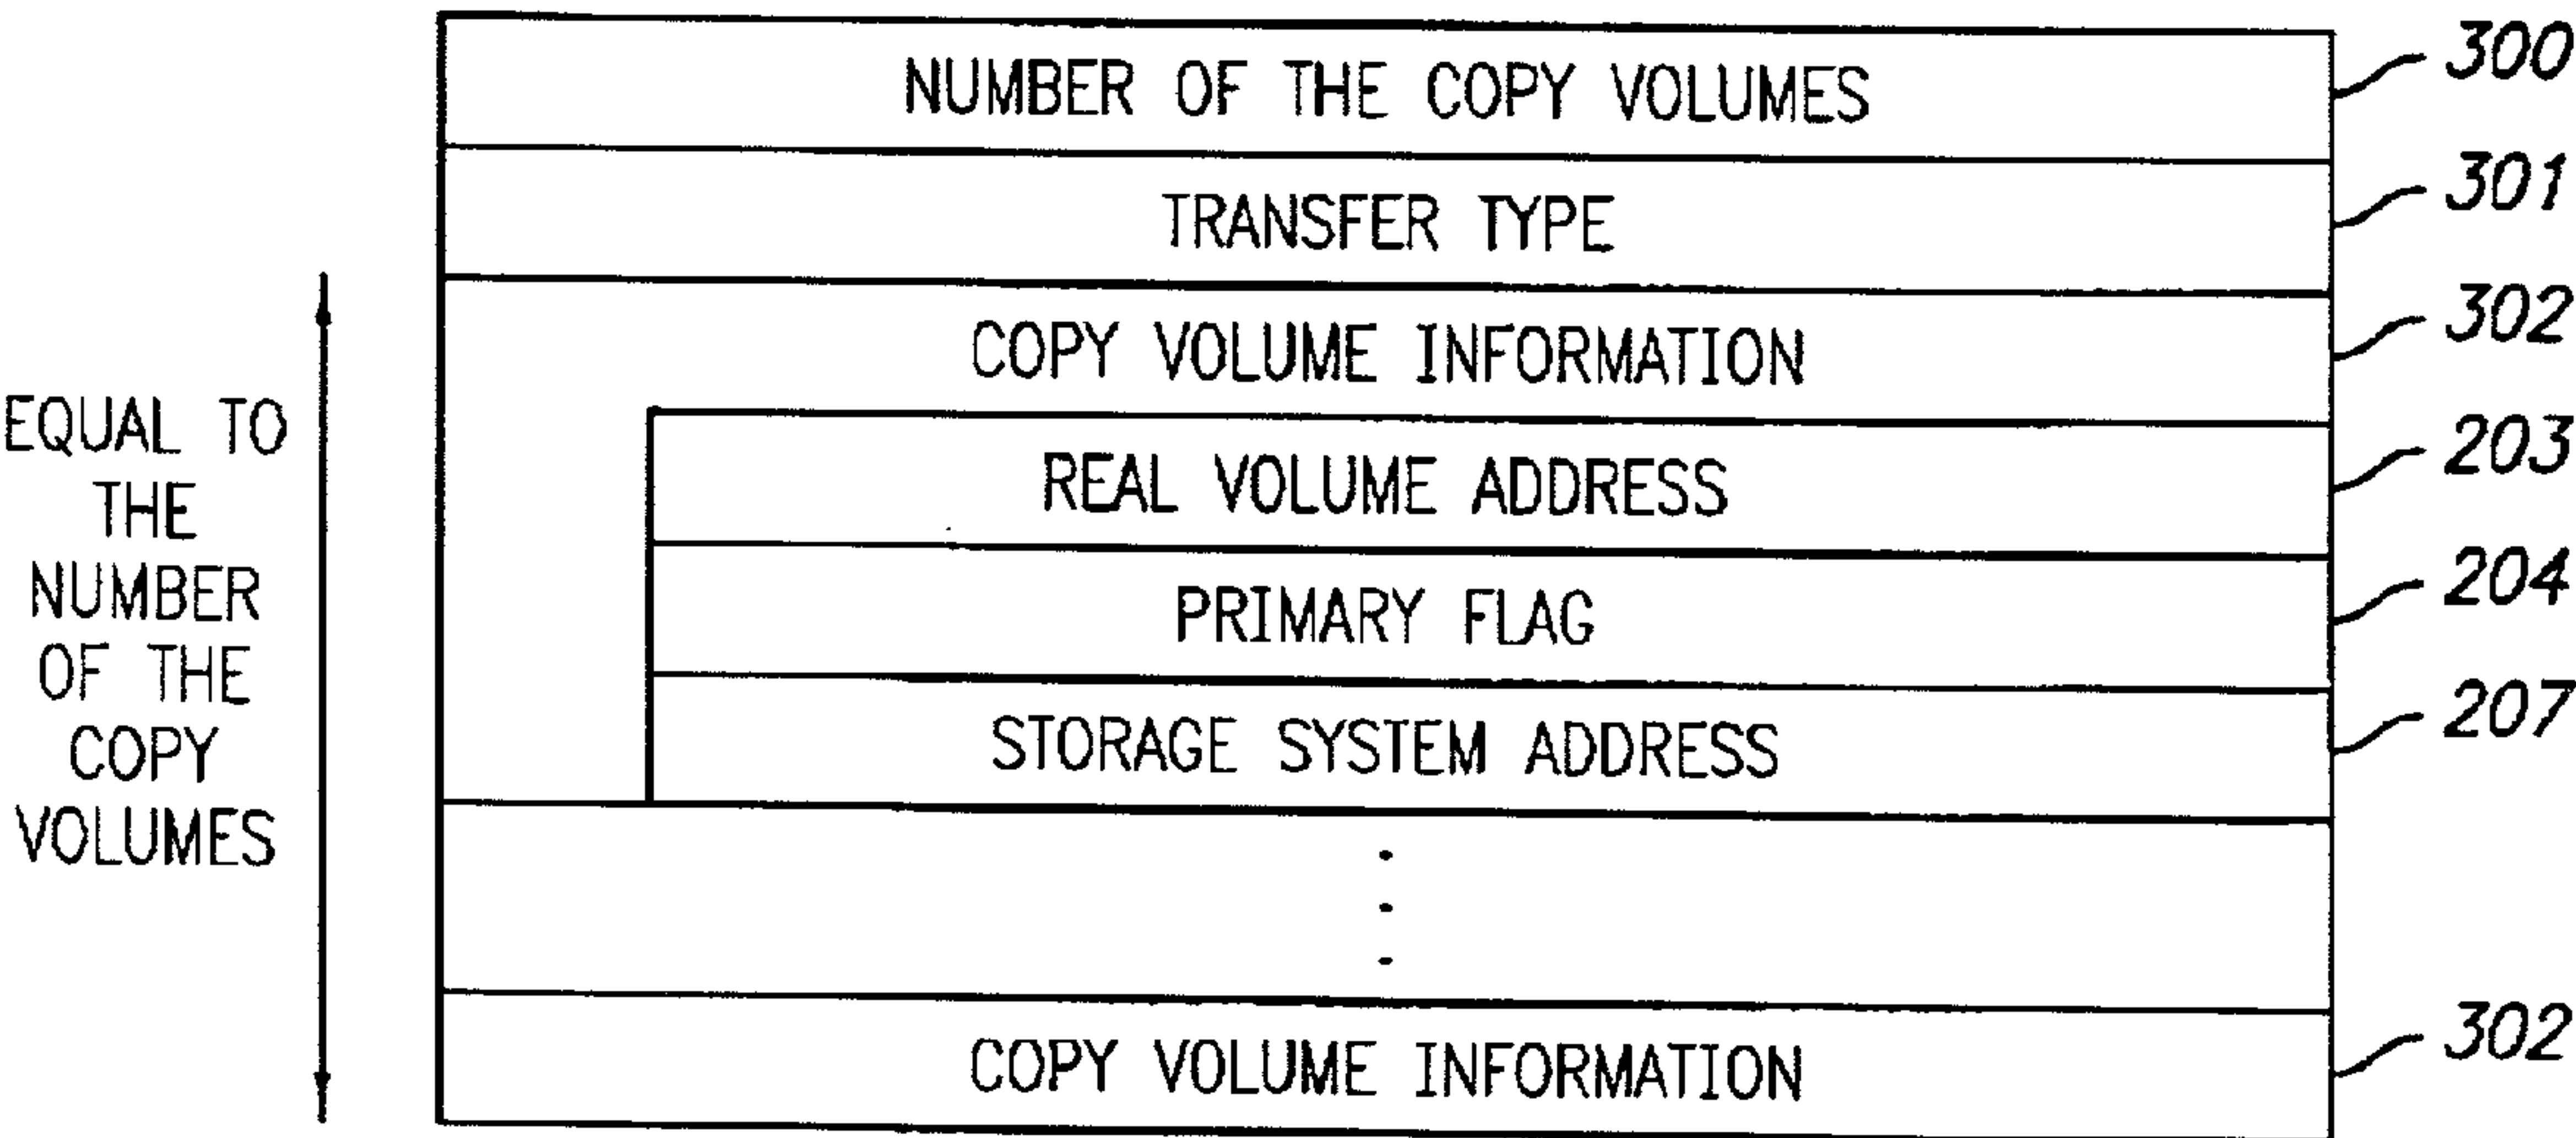 NUMBER OF THE COPY VOLUMES 300
TRANSFER TYPE 301
COPY VOLUME INFORMATION 302
REAL VOLUME ADDRESS 203
PRIMARY FLAG 204
STORAGE SYSTEM ADDRESS 207
COPY VOLUME INFORMATION 302
EQUAL TO
THE
NUMBER
OF THE
COPY
VOLUMES